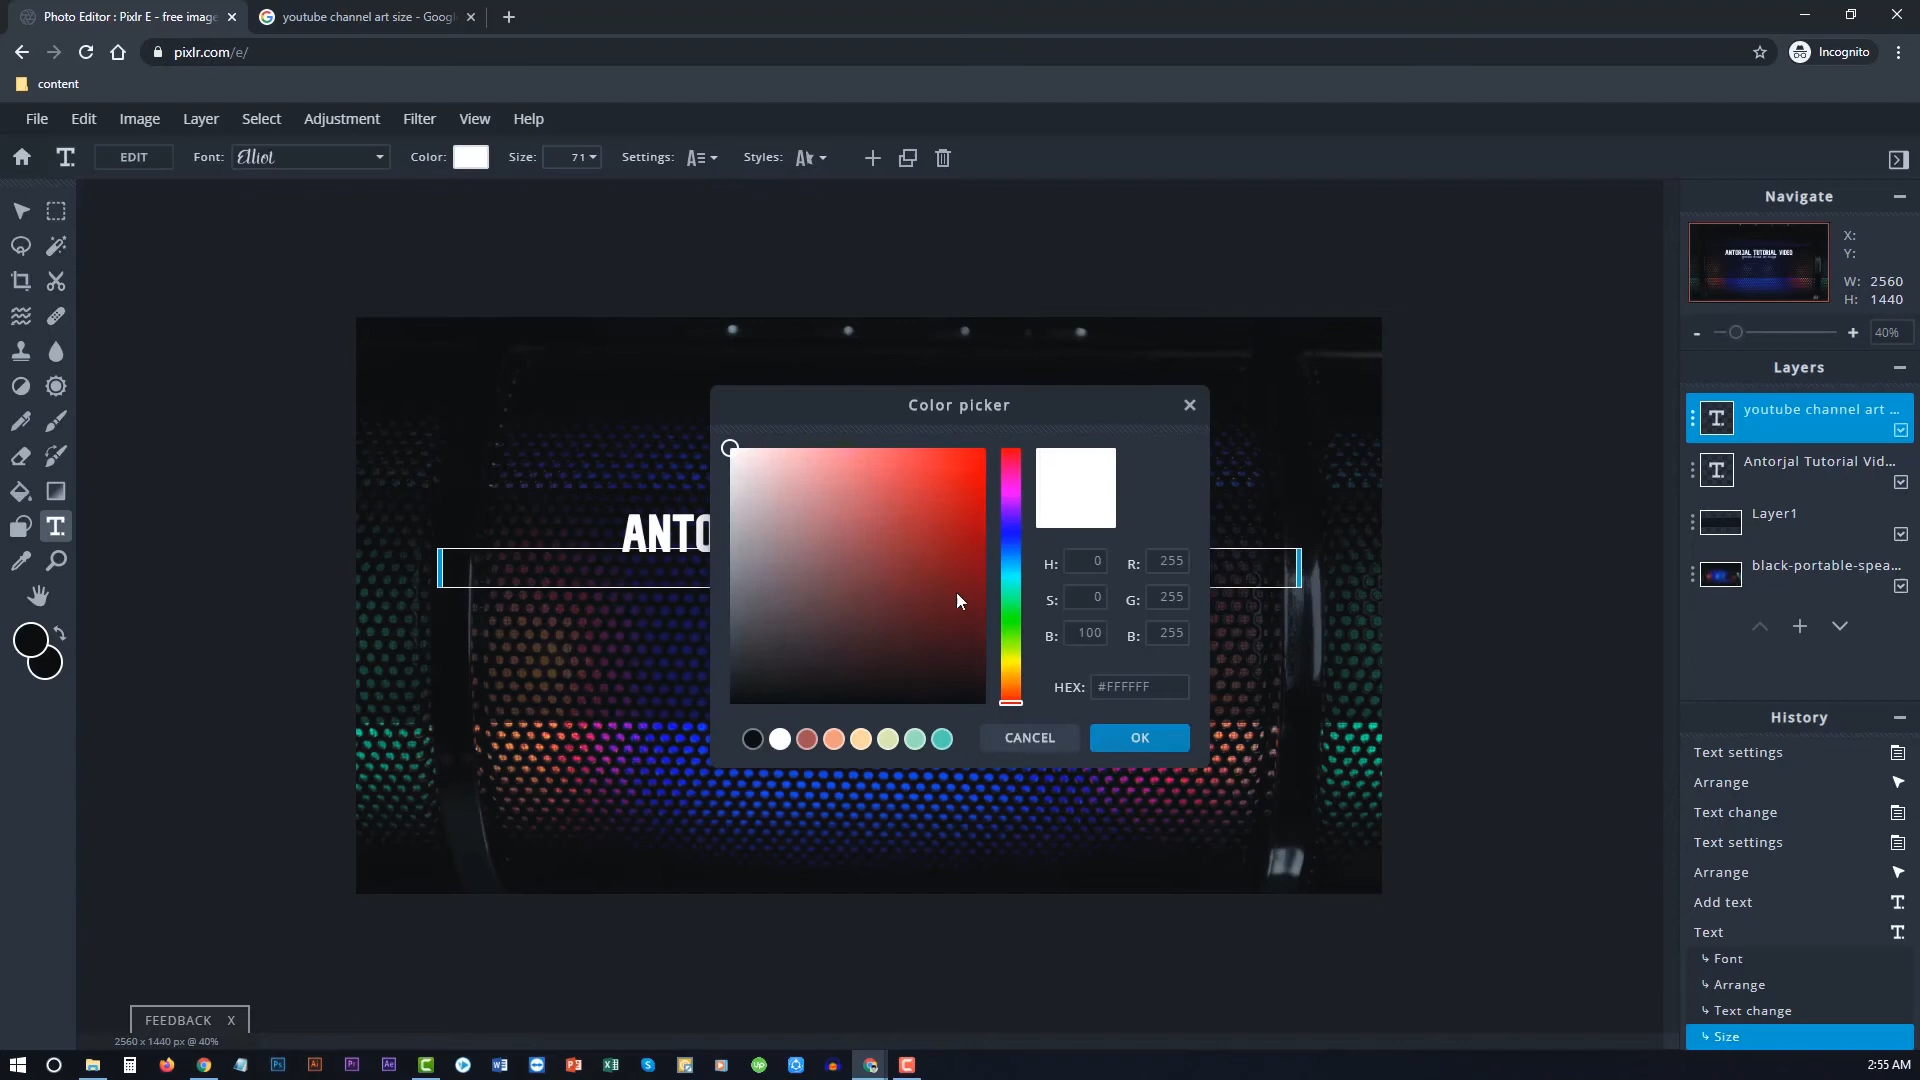 Photo Editor : Pixlr E - free image
youtube channel art size - Googl
pixlr.com/e/
Incognito
content
File Edit Image Layer Select Adjustment Filter View Help
EDIT Font: Elliot Color: Size: 71 Settings: Styles:
Navigate
X:
Y:
W: 2560
H: 1440
ANTORJAL TUTORIAL VIDEO
40%
Layers
youtube channel art ...
Antorjal Tutorial Vid...
Layer1
black-portable-spea...
ANTO
Color picker
H: 0 R: 255
S: 0 G: 255
B: 100 B: 255
HEX: #FFFFFF
CANCEL OK
History
Text settings
Arrange
Text change
Text settings
Arrange
Add text
Text
Font
Arrange
Text change
Size
FEEDBACK X
2560 x 1440 px @ 40%
2:55 AM